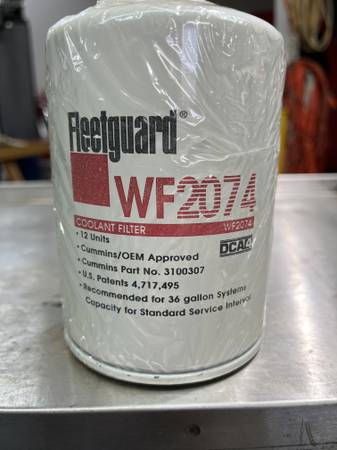 Fleetguard®
WF2074
COOLANT FILTER WF2074
• 12 Units
DCA4
• Cummins/OEM Approved
• Cummins Part No. 3100307
• U.S. Patents 4,717,495
• Recommended for 36 gallon Systems
Capacity for Standard Service Interval